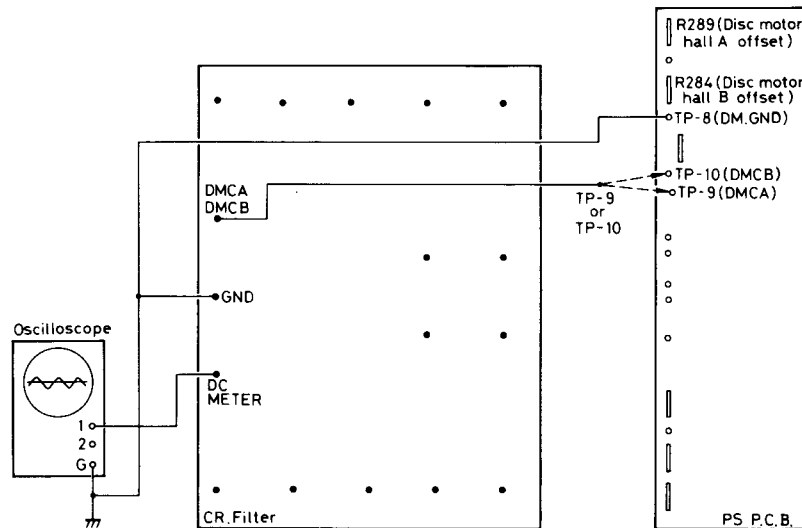 R289(Disc motor
hall A offset)
R284(Disc motor
hall B offset)
TP-8(DM.GND)
DMCA
DMCB
TP-10(DMCB)
TP-9(DMCA)
TP-9
or
TP-10
GND
Oscilloscope
DC
METER
1
2
G
CR.Filter
PS P.C.B.